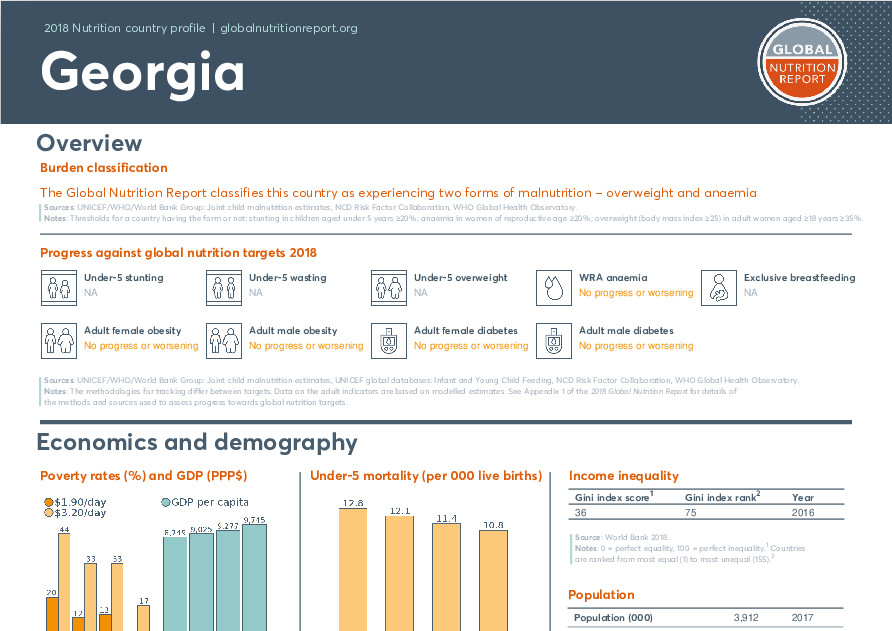 2018 Nutrition country profile | globalnutritionreport.org
Georgia
GLOBAL
NUTRITION
REPORT
Overview
Burden classification
The Global Nutrition Report classifies this country as experiencing two forms of malnutrition – overweight and anaemia
Sources: UNICEF/WHO/World Bank Group: Joint child malnutrition estimates, NCD Risk Factor Collaboration, WHO Global Health Observatory.
Notes: Thresholds for a country having the form or not: stunting in children aged under 5 years ≥20%; anaemia in women of reproductive age ≥20%; overweight (body mass index ≥25) in adult women aged ≥18 years ≥35%.
Progress against global nutrition targets 2018
Under-5 stunting
NA
Under-5 wasting
NA
Under-5 overweight
NA
WRA anaemia
No progress or worsening
Exclusive breastfeeding
NA
Adult female obesity
No progress or worsening
Adult male obesity
No progress or worsening
Adult female diabetes
No progress or worsening
Adult male diabetes
No progress or worsening
Sources: UNICEF/WHO/World Bank Group: Joint child malnutrition estimates, UNICEF global databases: Infant and Young Child Feeding, NCD Risk Factor Collaboration, WHO Global Health Observatory.
Notes: The methodologies for tracking differ between targets. Data on the adult indicators are based on modelled estimates. See Appendix 1 of the 2018 Global Nutrition Report for details of
the methods and sources used to assess progress towards global nutrition targets.
Economics and demography
Poverty rates (%) and GDP (PPP$)
$1.90/day
$3.20/day
GDP per capita
44
33
33
20
12
13
17
8,749
9,025
9,277
9,745
Under-5 mortality (per 000 live births)
12.8
12.1
11.4
10.8
Income inequality
Gini index score1 Gini index rank2 Year
36 75 2016
Source: World Bank 2018.
Notes: 0 = perfect equality, 100 = perfect inequality.1 Countries
are ranked from most equal (1) to most unequal (155).2
Population
Population (000) 3,912 2017